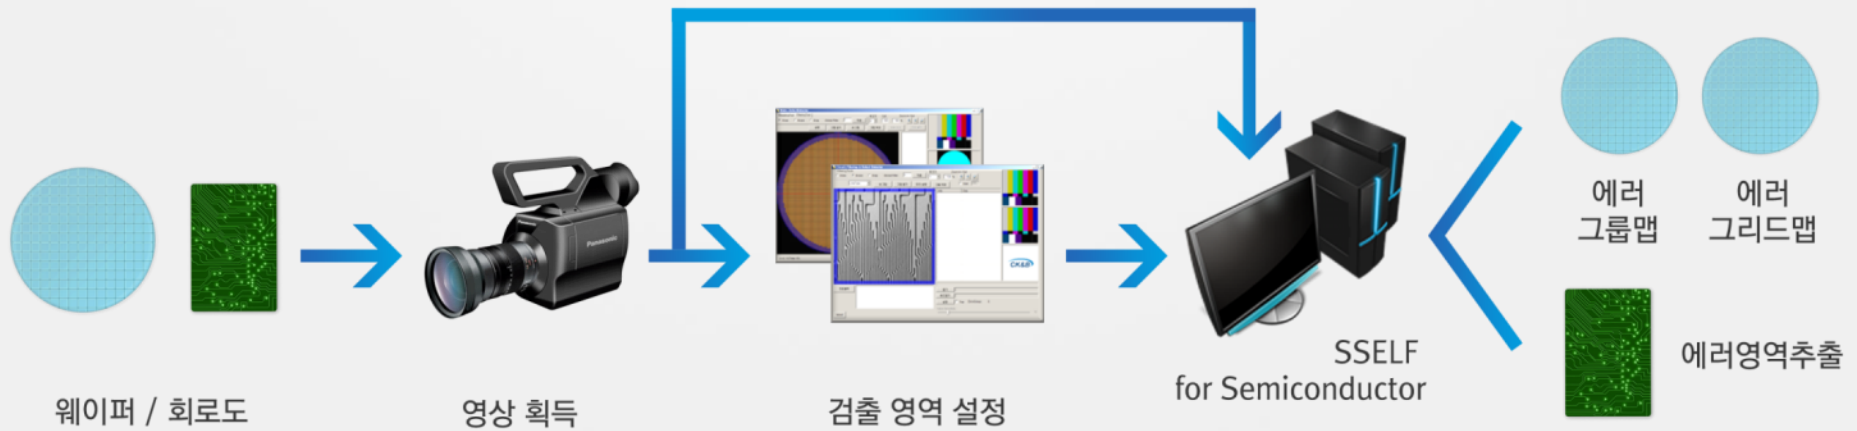 웨이퍼 / 회로도
영상 획득
Panasonic
검출 영역 설정
SSELF
for Semiconductor
에러
그룹맵
에러
그리드맵
에러영역추출